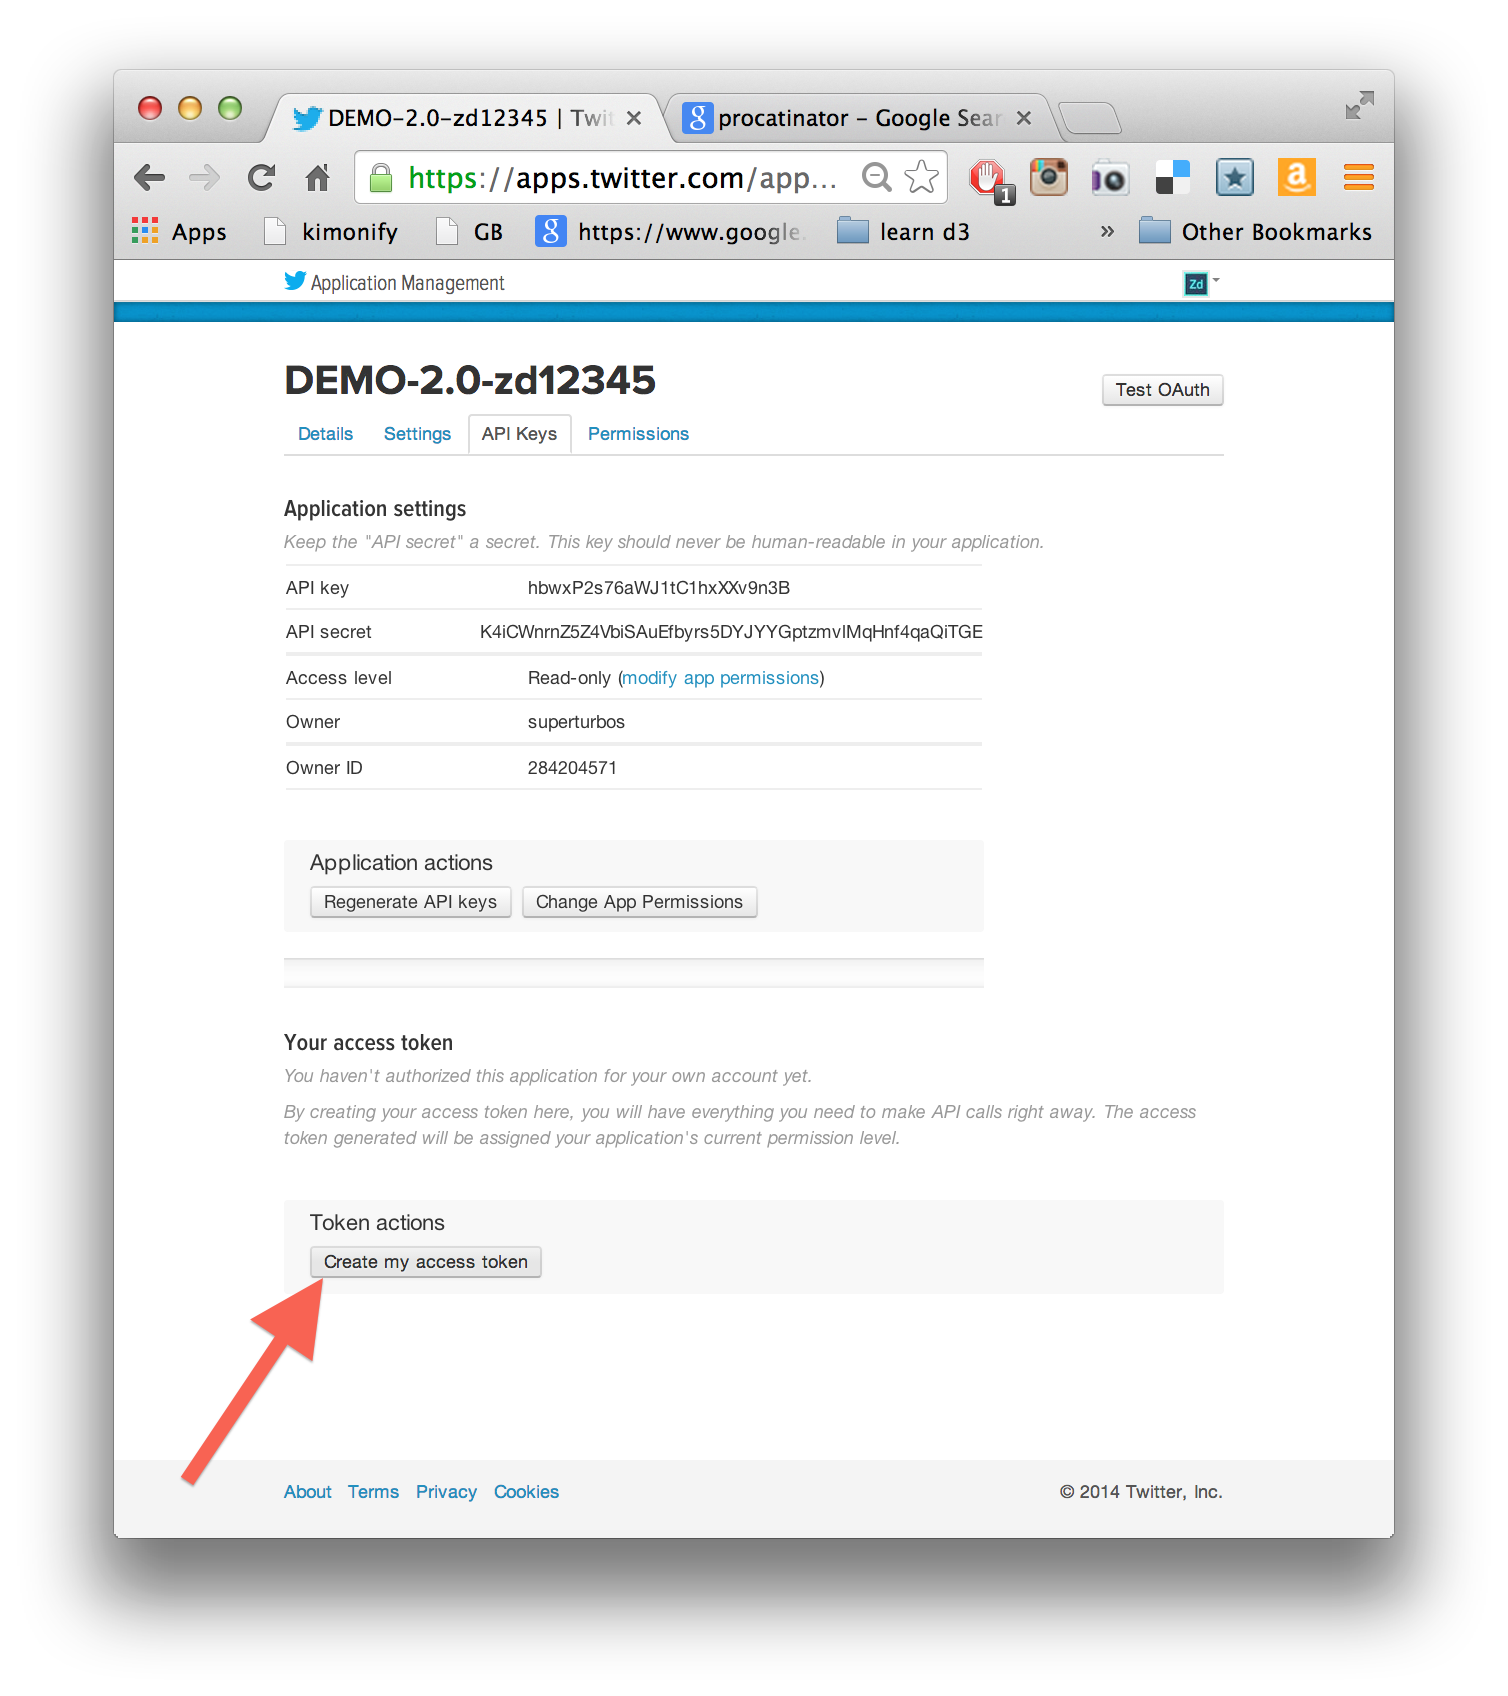 DEMO-2.0-zd12345 | Twit
procatinator – Google Sear
https://apps.twitter.com/app...
1
Apps
kimonify
GB
https://www.google.
learn d3
»
Other Bookmarks
Application Management
Zd
DEMO-2.0-zd12345
Test OAuth
Details Settings API Keys Permissions
Application settings
Keep the "API secret" a secret. This key should never be human-readable in your application.
API key hbwxP2s76aWJ1tC1hxXXv9n3B
API secret K4iCWnrnZ5Z4VbiSAuEfbyrs5DYJYYGptzmvIMqHnf4qaQiTGE
Access level Read-only (modify app permissions)
Owner superturbos
Owner ID 284204571
Application actions
Regenerate API keys Change App Permissions
Your access token
You haven't authorized this application for your own account yet.
By creating your access token here, you will have everything you need to make API calls right away. The access
token generated will be assigned your application's current permission level.
Token actions
Create my access token
About Terms Privacy Cookies
© 2014 Twitter, Inc.